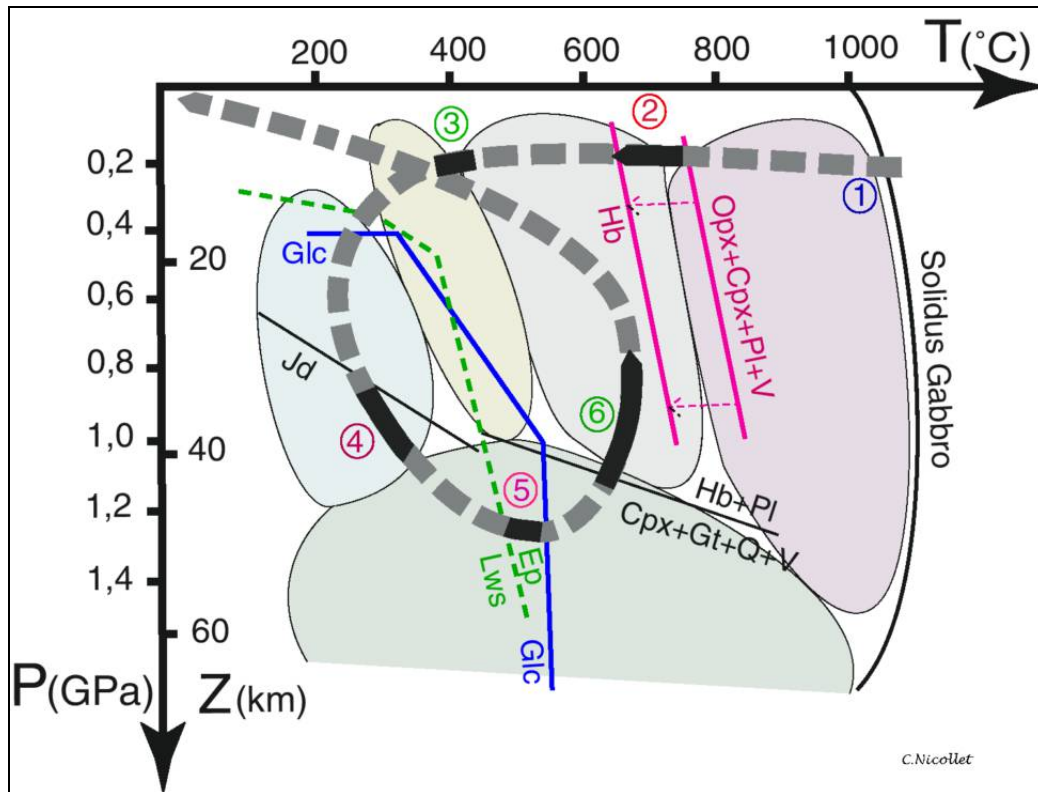 200 400 600 800 1000 T(°C)
③ ② ①
0,2
0,4
20
0,6
0,8
1,0
40
1,2
1,4
60
P(GPa) Z(km)
Glc
Jd
④
⑤
⑥
Hb
Opx+Cpx+Pl+V
Solidus Gabbro
Hb+Pl
Cpx+Gt+Q+V
Ep
Lws
Glc
C.Nicollet